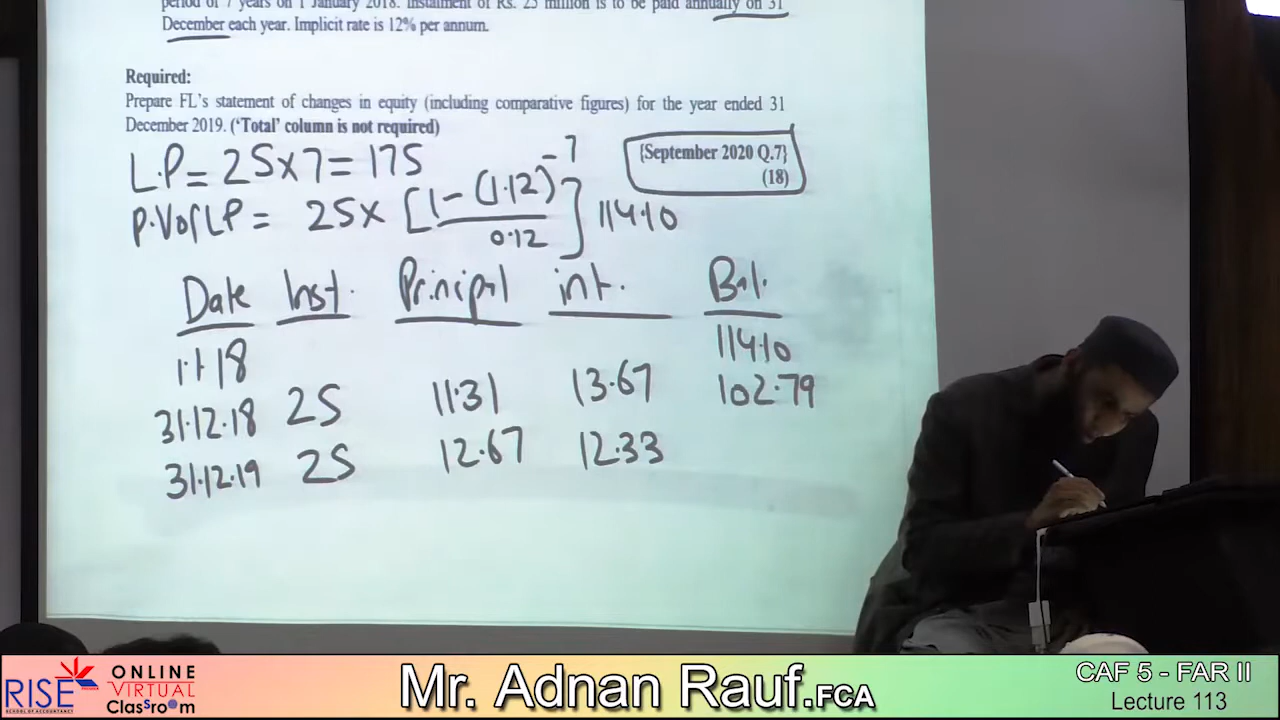 period of 7 years on 1 January 2018. Instalment of Rs. 25 million is to be paid annually on 31
December each year. Implicit rate is 12% per annum.
Required:
Prepare FL's statement of changes in equity (including comparative figures) for the year ended 31
December 2019. ('Total' column is not required)
{September 2020 Q.7}
(18)
L.P = 25x7 = 175
P.V of LP = 25x [1-(1.12)-7 / 0.12] 114.10
Date Inst. Principal int. Bal.
1.1.18 114.10
31.12.18 25 11.31 13.67 102.79
31.12.19 25 12.67 12.33
RISE ONLINE VIRTUAL ClasSro@m
SCHOOL OF ACCOUNTANCY
Mr. Adnan Rauf.FCA
CAF 5 - FAR II
Lecture 113